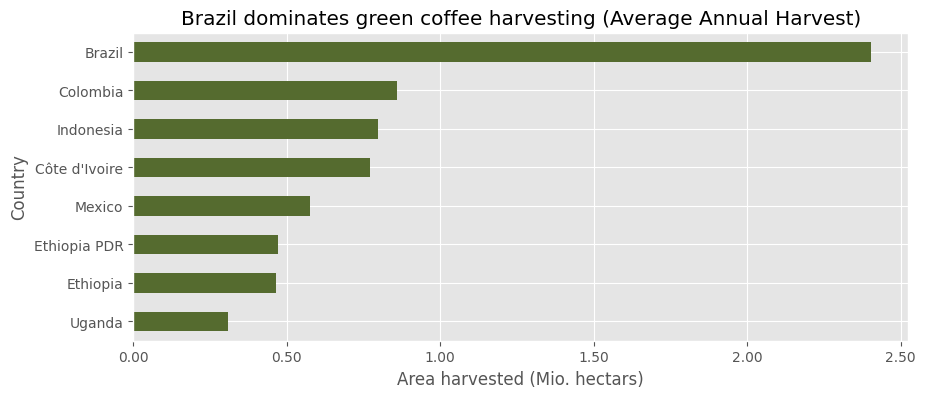 Brazil dominates green coffee harvesting (Average Annual Harvest)
Country
Brazil
Colombia
Indonesia
Côte d'Ivoire
Mexico
Ethiopia PDR
Ethiopia
Uganda
0.00 0.50 1.00 1.50 2.00 2.50
Area harvested (Mio. hectars)